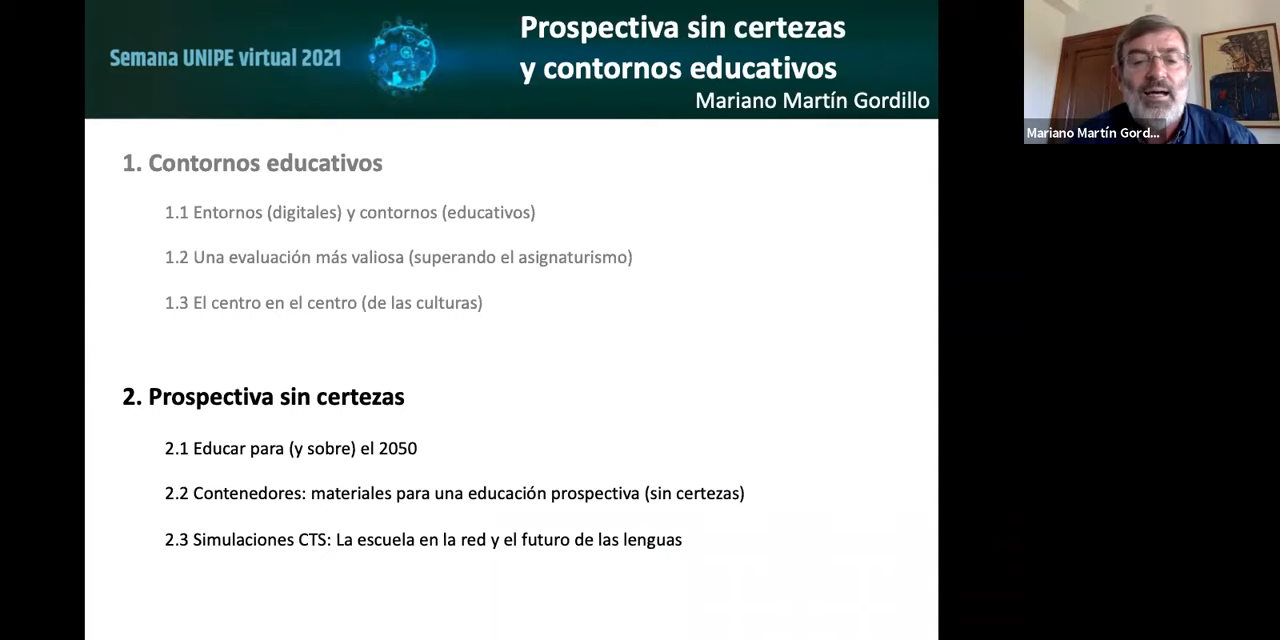 Semana UNIPE virtual 2021
Prospectiva sin certezas
y contornos educativos
Mariano Martín Gordillo
Mariano Martín Gord...
1. Contornos educativos
1.1 Entornos (digitales) y contornos (educativos)
1.2 Una evaluación más valiosa (superando el asignaturismo)
1.3 El centro en el centro (de las culturas)
2. Prospectiva sin certezas
2.1 Educar para (y sobre) el 2050
2.2 Contenedores: materiales para una educación prospectiva (sin certezas)
2.3 Simulaciones CTS: La escuela en la red y el futuro de las lenguas